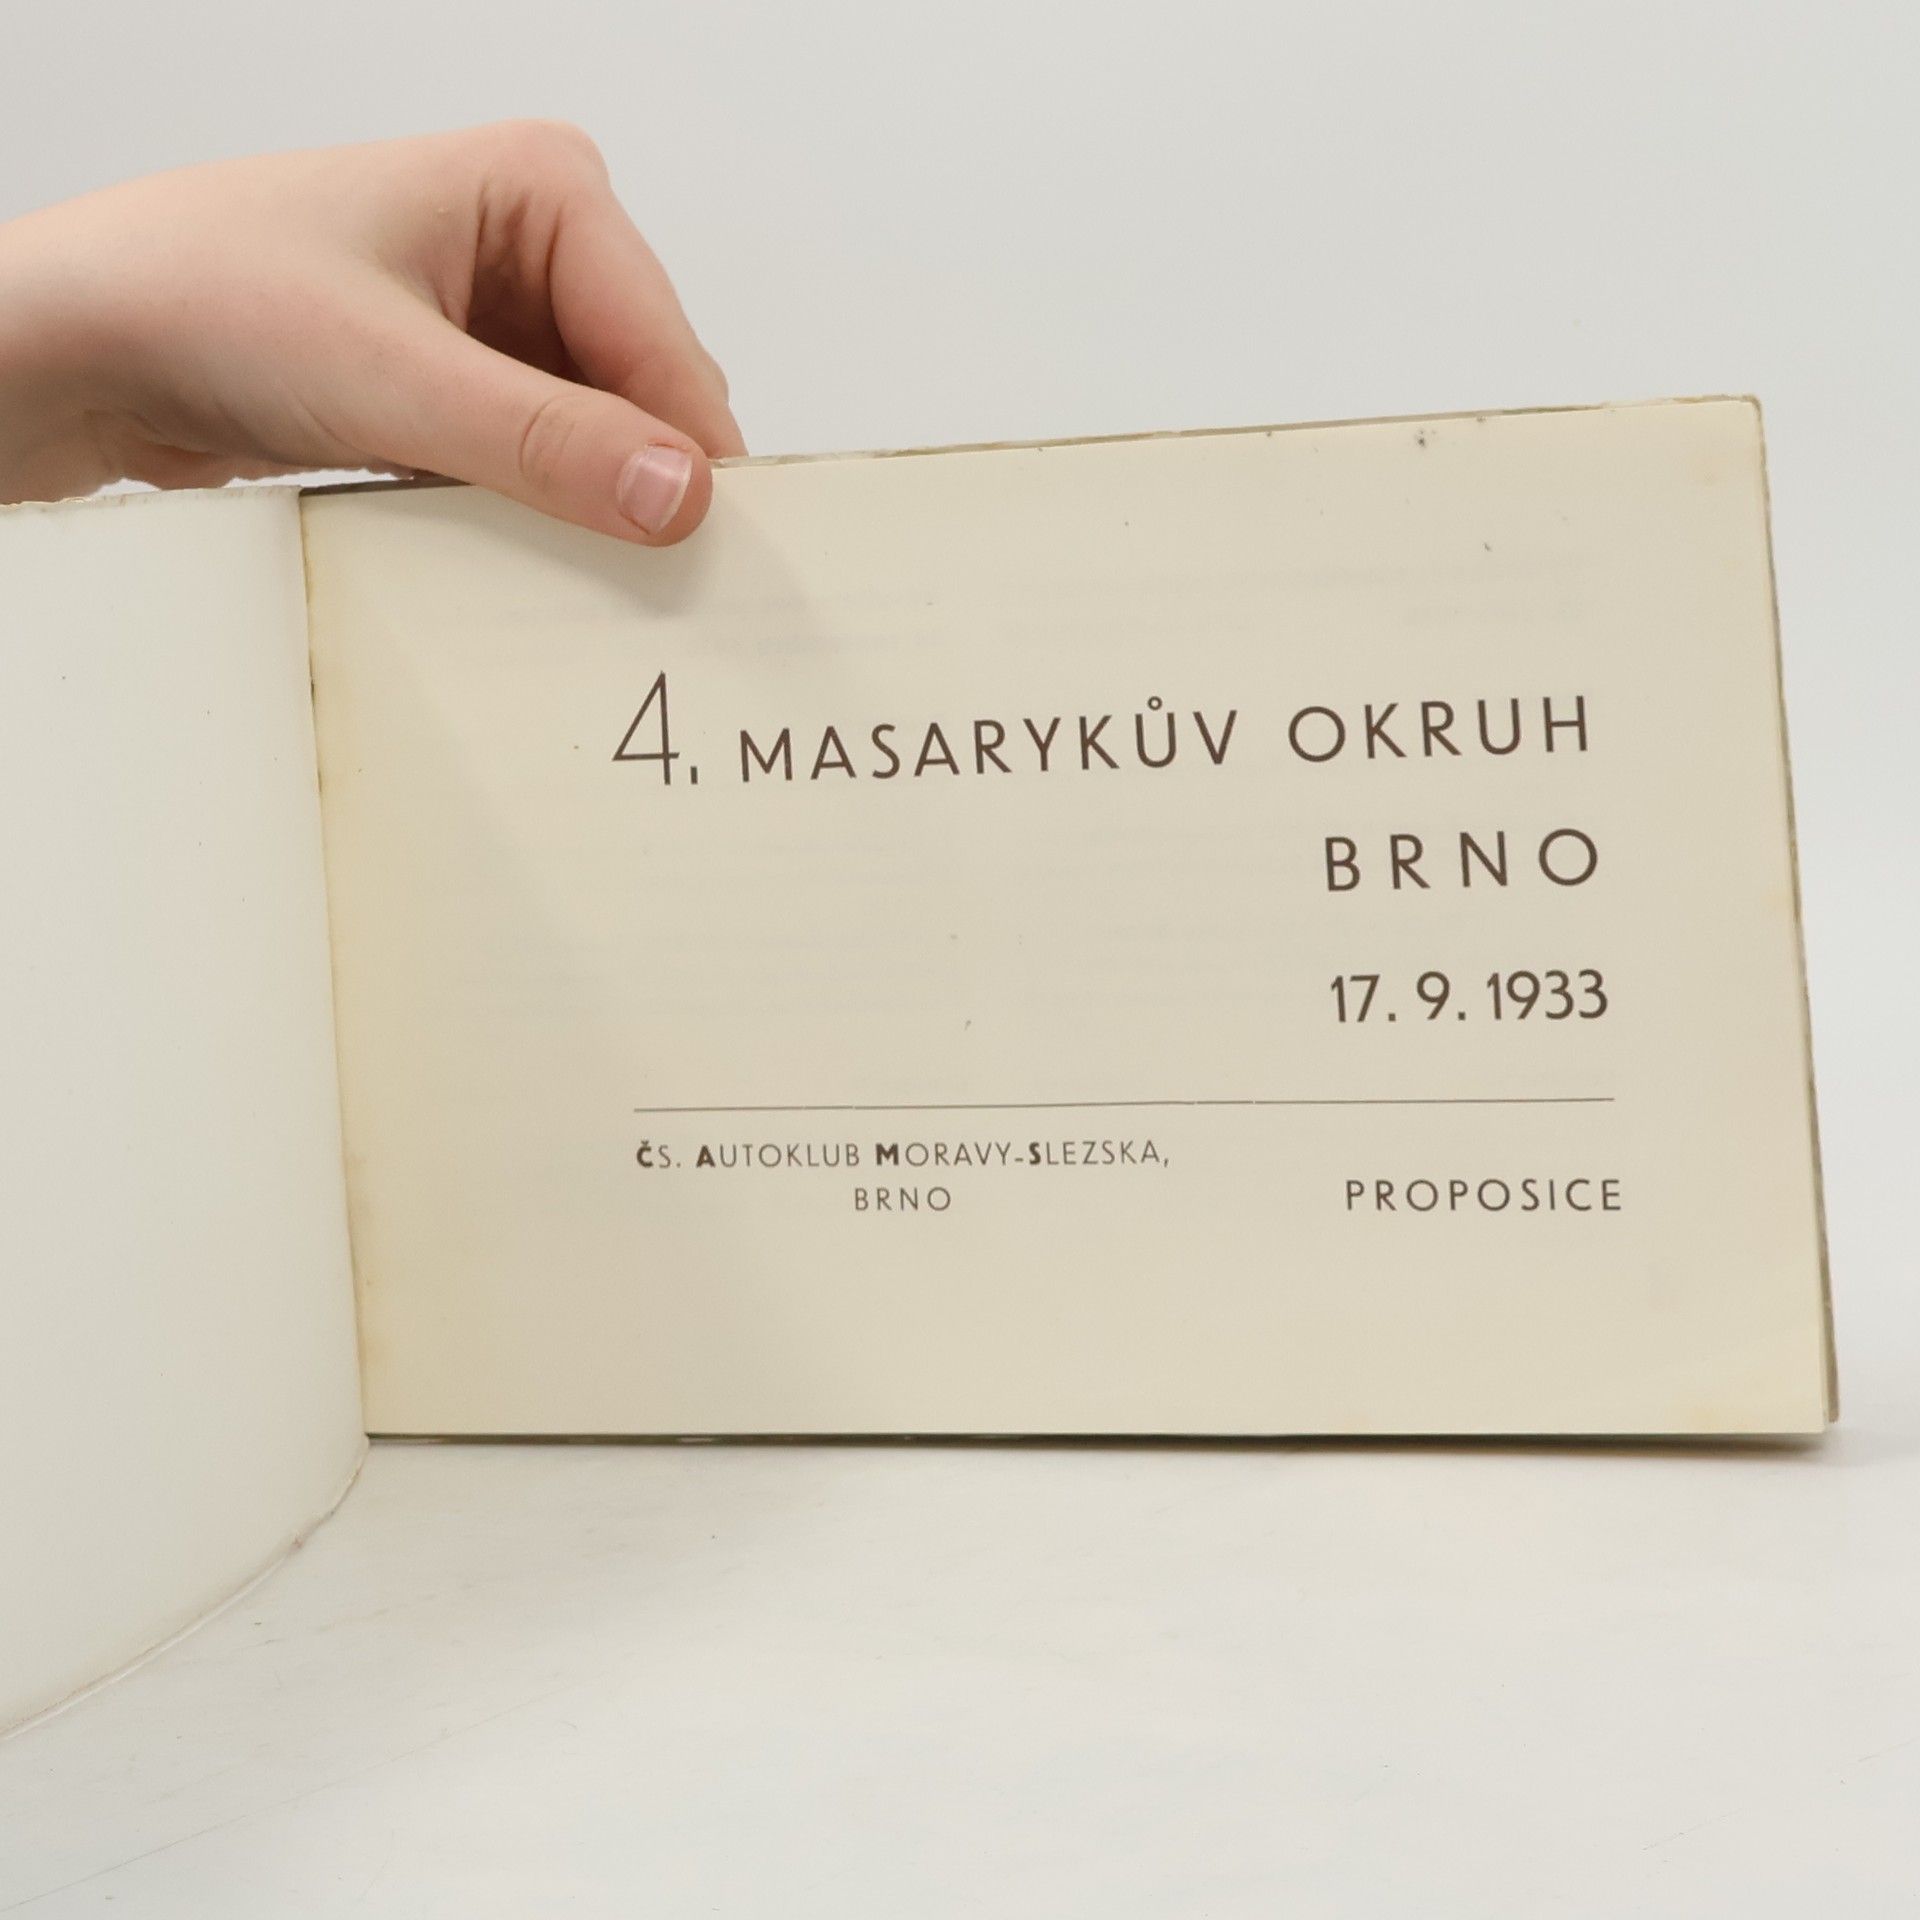 4. MASARYKŮV OKRUH
BRNO
17. 9. 1933
ČS. AUTOKLUB MORAVY-SLEZSKA,
BRNO
PROPOSICE